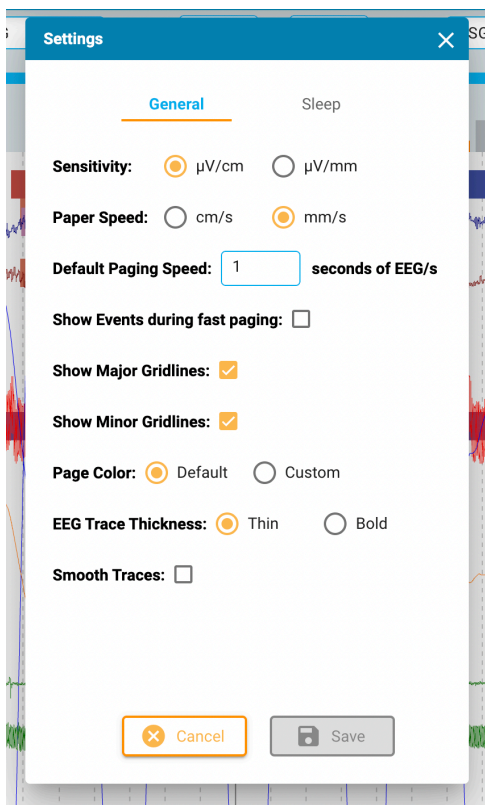 Settings
General Sleep
Sensitivity: µV/cm µV/mm
Paper Speed: cm/s mm/s
Default Paging Speed: 1 seconds of EEG/s
Show Events during fast paging:
Show Major Gridlines:
Show Minor Gridlines:
Page Color: Default Custom
EEG Trace Thickness: Thin Bold
Smooth Traces:
Cancel Save